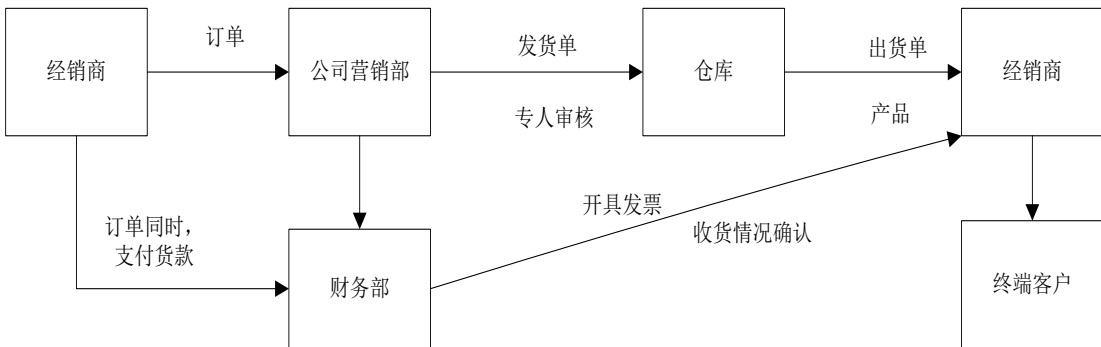 订单
发货单
出货单
经销商
公司营销部
仓库
经销商
专人审核
产品
开具发票
订单同时，
支付货款
收货情况确认
财务部
终端客户